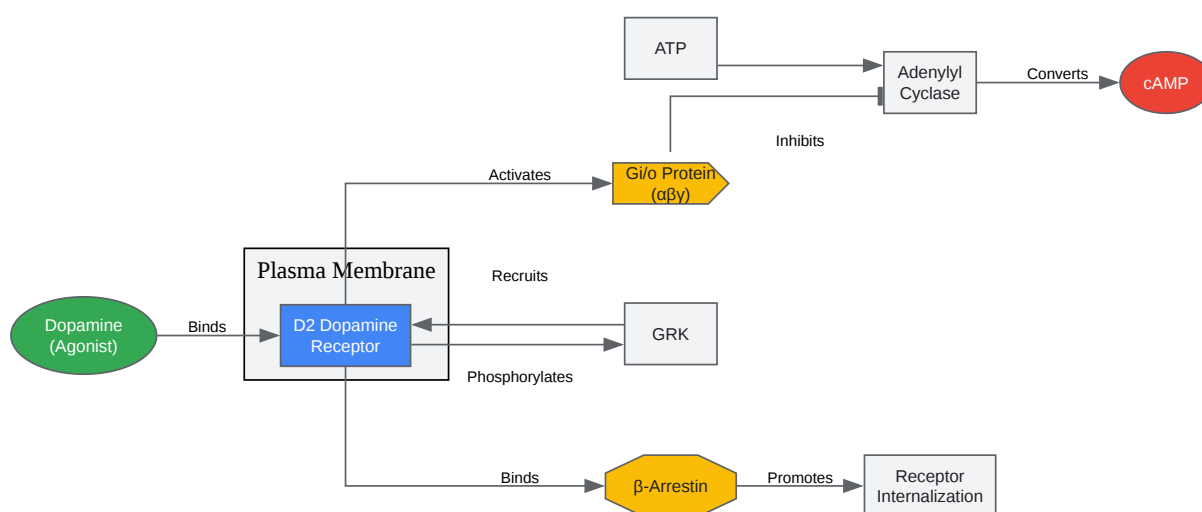 ATP
Adenylyl
Cyclase
Converts
cAMP
Inhibits
Activates
Gi/o Protein
(αβγ)
Plasma Membrane
Recruits
Dopamine
(Agonist)
Binds
D2 Dopamine
Receptor
GRK
Phosphorylates
Binds
β-Arrestin
Promotes
Receptor
Internalization